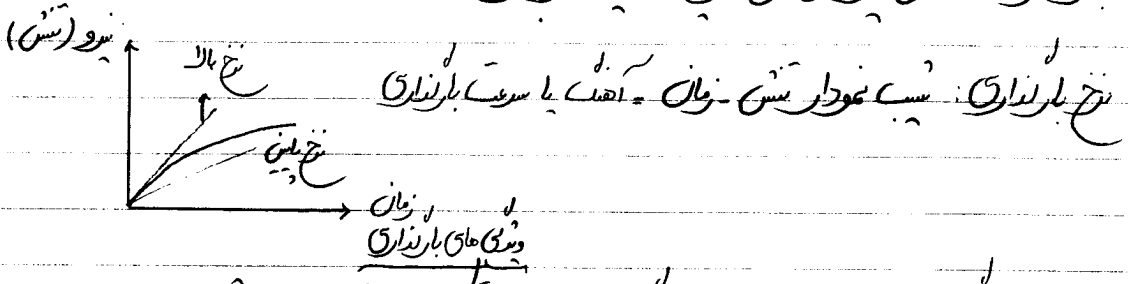 نیرو (تنش)
نرخ بالا
نرخ بارگذاری: شیب نمودار تنش - زمان = آهنگ یا سرعت بارگذاری
نرخ پایین
زمان
ویژگی های بارگذاری